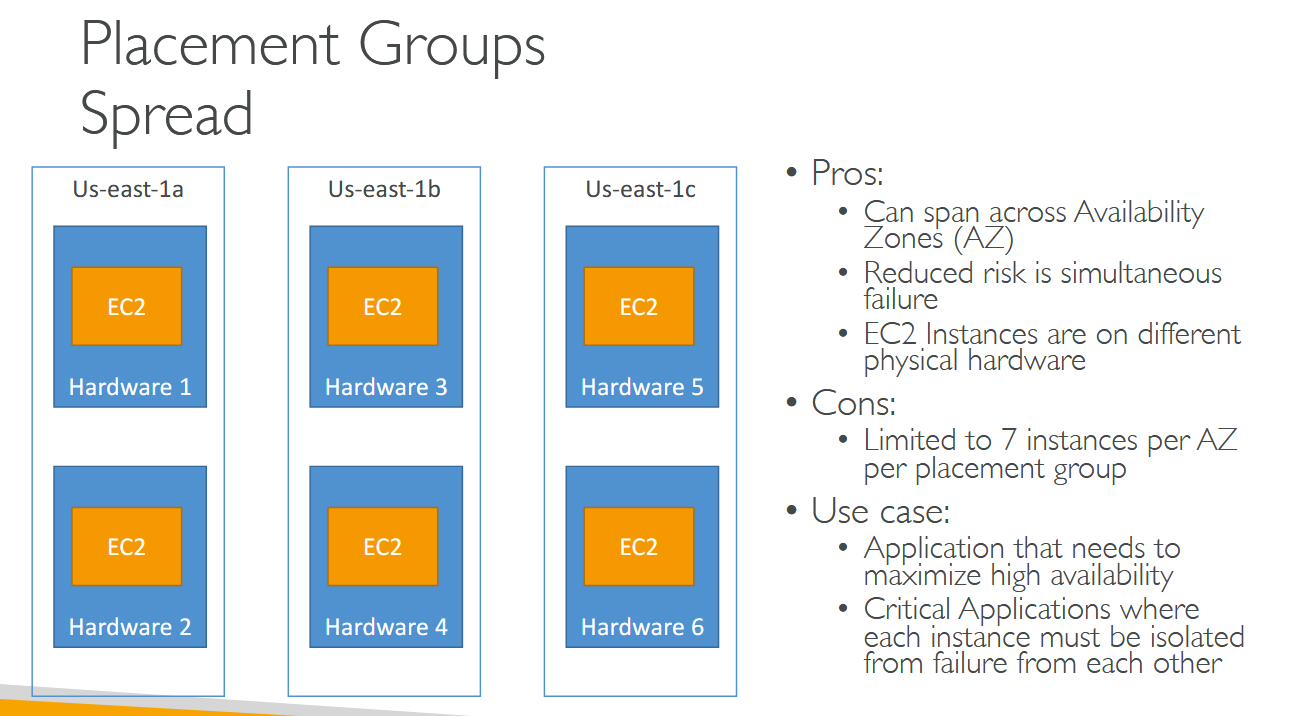 Placement Groups
Spread
Us-east-1a
EC2
Hardware 1
EC2
Hardware 2
Us-east-1b
EC2
Hardware 3
EC2
Hardware 4
Us-east-1c
EC2
Hardware 5
EC2
Hardware 6
• Pros:
• Can span across Availability
Zones (AZ)
• Reduced risk is simultaneous
failure
• EC2 Instances are on different
physical hardware
• Cons:
• Limited to 7 instances per AZ
per placement group
• Use case:
• Application that needs to
maximize high availability
• Critical Applications where
each instance must be isolated
from failure from each other